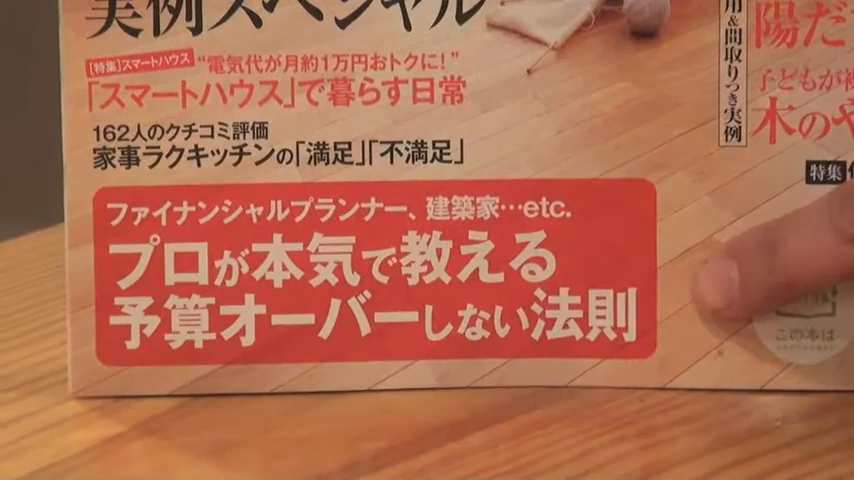 実例スペシャル
[特集]スマートハウス "電気代が月約1万円おトクに!"
「スマートハウス」で暮らす日常
162人のクチコミ評価
家事ラクキッチンの「満足」「不満足」
ファイナンシャルプランナー、建築家…etc.
プロが本気で教える
予算オーバーしない法則
用&間取りつき実例
陽だ
子どもが
木のや
特集
この本は